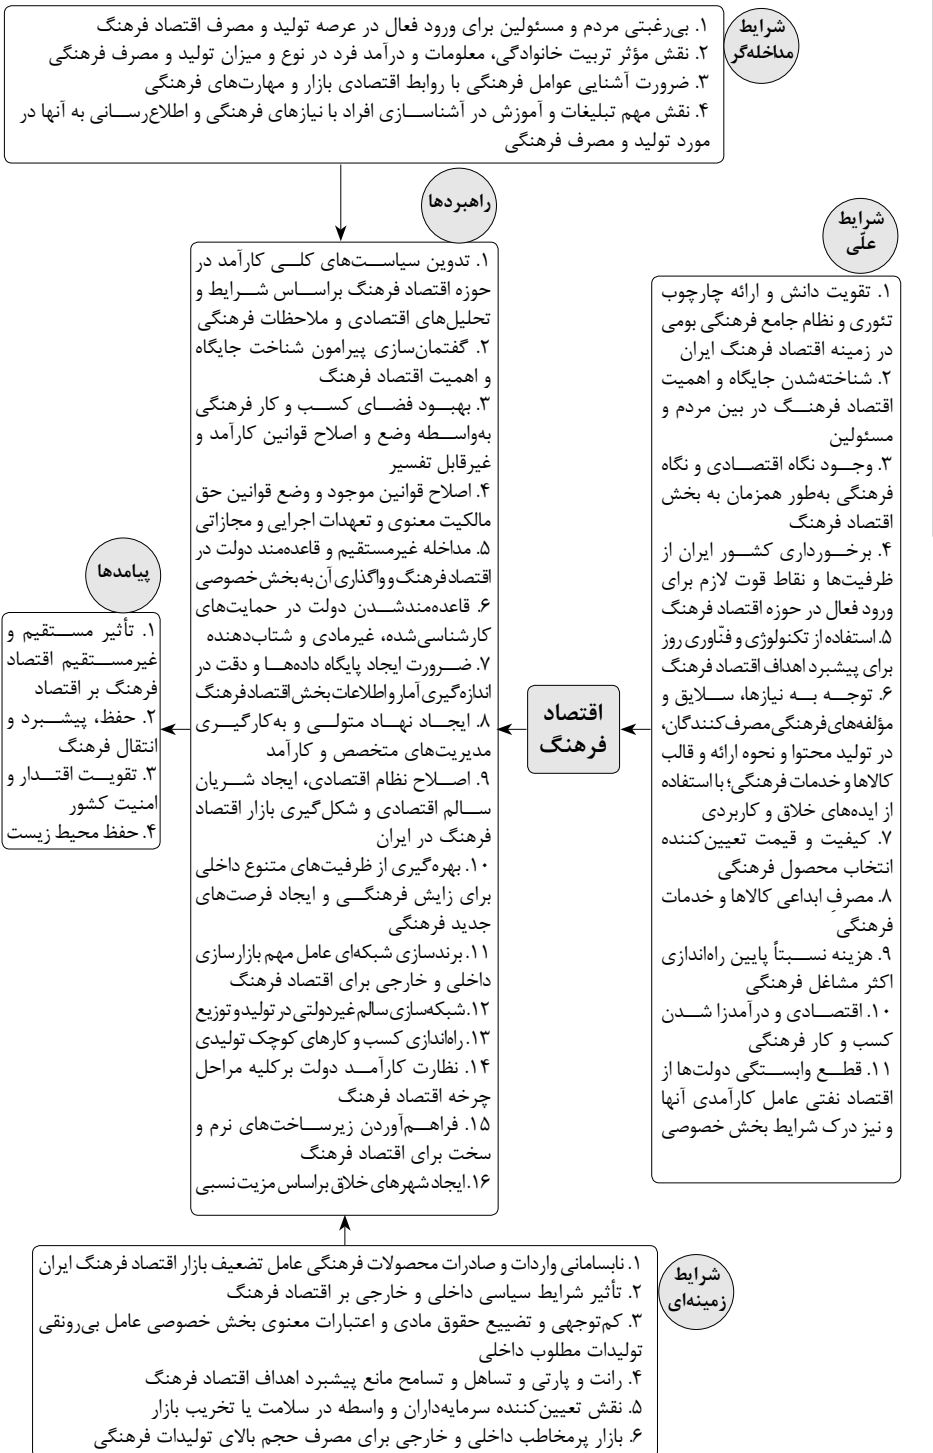 شرایط
مداخله‌گر
۱. بی‌رغبتی مردم و مسئولین برای ورود فعال در عرصه تولید و مصرف اقتصاد فرهنگ
۲. نقش مؤثر تربیت خانوادگی، معلومات و درآمد فرد در نوع و میزان تولید و مصرف فرهنگی
۳. ضرورت آشنایی عوامل فرهنگی با روابط اقتصادی بازار و مهارت‌های فرهنگی
۴. نقش مهم تبلیغات و آموزش در آشناسازی افراد با نیازهای فرهنگی و اطلاع‌رسانی به آنها در
مورد تولید و مصرف فرهنگی
شرایط
علّی
۱. تقویت دانش و ارائه چارچوب
تئوری و نظام جامع فرهنگی بومی
در زمینه اقتصاد فرهنگ ایران
۲. شناخته‌شدن جایگاه و اهمیت
اقتصاد فرهنگ در بین مردم و
مسئولین
۳. وجود نگاه اقتصادی و نگاه
فرهنگی به‌طور همزمان به بخش
اقتصاد فرهنگ
۴. برخورداری کشور ایران از
ظرفیت‌ها و نقاط قوت لازم برای
ورود فعال در حوزه اقتصاد فرهنگ
۵. استفاده از تکنولوژی و فنّاوری روز
برای پیشبرد اهداف اقتصاد فرهنگ
۶. توجه به نیازها، سلایق و
مؤلفه‌های فرهنگی مصرف‌کنندگان،
در تولید محتوا و نحوه ارائه و قالب
کالاها و خدمات فرهنگی؛ با استفاده
از ایده‌های خلاق و کاربردی
۷. کیفیت و قیمت تعیین‌کننده
انتخاب محصول فرهنگی
۸. مصرفِ ابداعی کالاها و خدمات
فرهنگی
۹. هزینه نسبتاً پایین راه‌اندازی
اکثر مشاغل فرهنگی
۱۰. اقتصادی و درآمدزا شدن
کسب و کار فرهنگی
۱۱. قطع وابستگی دولت‌ها از
اقتصاد نفتی عامل کارآمدی آنها
و نیز درک شرایط بخش خصوصی
اقتصاد
فرهنگ
راهبردها
۱. تدوین سیاست‌های کلی کارآمد در
حوزه اقتصاد فرهنگ براساس شرایط و
تحلیل‌های اقتصادی و ملاحظات فرهنگی
۲. گفتمان‌سازی پیرامون شناخت جایگاه
و اهمیت اقتصاد فرهنگ
۳. بهبود فضای کسب و کار فرهنگی
به‌واسطه وضع و اصلاح قوانین کارآمد و
غیرقابل تفسیر
۴. اصلاح قوانین موجود و وضع قوانین حق
مالکیت معنوی و تعهدات اجرایی و مجازاتی
۵. مداخله غیرمستقیم و قاعده‌مند دولت در
اقتصاد فرهنگ و واگذاری آن به بخش خصوصی
۶. قاعده‌مندشدن دولت در حمایت‌های
کارشناسی‌شده، غیرمادی و شتاب‌دهنده
۷. ضرورت ایجاد پایگاه داده‌ها و دقت در
اندازه‌گیری آمار و اطلاعات بخش اقتصاد فرهنگ
۸. ایجاد نهاد متولی و به‌کارگیری
مدیریت‌های متخصص و کارآمد
۹. اصلاح نظام اقتصادی، ایجاد شریان
سالم اقتصادی و شکل‌گیری بازار اقتصاد
فرهنگ در ایران
۱۰. بهره‌گیری از ظرفیت‌های متنوع داخلی
برای زایش فرهنگی و ایجاد فرصت‌های
جدید فرهنگی
۱۱. برندسازی شبکه‌ای عامل مهم بازارسازی
داخلی و خارجی برای اقتصاد فرهنگ
۱۲. شبکه‌سازی سالم غیردولتی در تولید و توزیع
۱۳. راه‌اندازی کسب و کارهای کوچک تولیدی
۱۴. نظارت کارآمد دولت بر کلیه مراحل
چرخه اقتصاد فرهنگ
۱۵. فراهم‌آوردن زیرساخت‌های نرم و
سخت برای اقتصاد فرهنگ
۱۶. ایجاد شهرهای خلاق براساس مزیت نسبی
پیامدها
۱. تأثیر مستقیم و
غیرمستقیم اقتصاد
فرهنگ بر اقتصاد
۲. حفظ، پیشبرد و
انتقال فرهنگ
۳. تقویت اقتدار و
امنیت کشور
۴. حفظ محیط زیست
شرایط
زمینه‌ای
۱. نابسامانی واردات و صادرات محصولات فرهنگی عامل تضعیف بازار اقتصاد فرهنگ ایران
۲. تأثیر شرایط سیاسی داخلی و خارجی بر اقتصاد فرهنگ
۳. کم‌توجهی و تضییع حقوق مادی و اعتبارات معنوی بخش خصوصی عامل بی‌رونقی
تولیدات مطلوب داخلی
۴. رانت و پارتی و تساهل و تسامح مانع پیشبرد اهداف اقتصاد فرهنگ
۵. نقش تعیین‌کننده سرمایه‌داران و واسطه در سلامت یا تخریب بازار
۶. بازار پرمخاطب داخلی و خارجی برای مصرف حجم بالای تولیدات فرهنگی